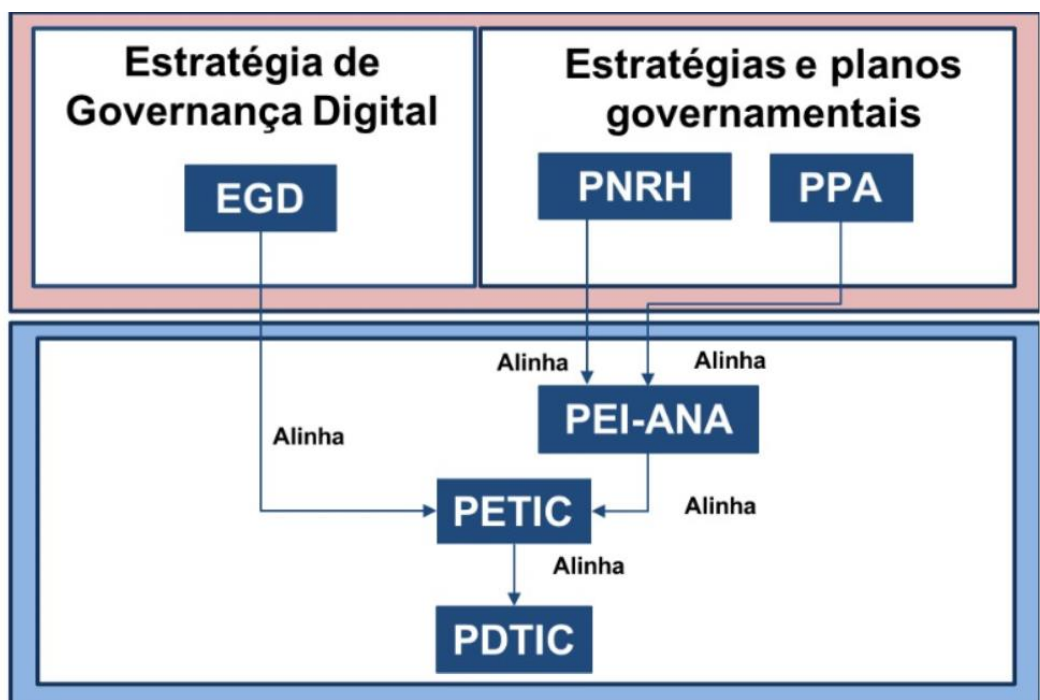 Estratégia de
Governança Digital
EGD
Estratégias e planos
governamentais
PNRH
PPA
Alinha
Alinha
PEI-ANA
Alinha
PETIC
Alinha
Alinha
PDTIC